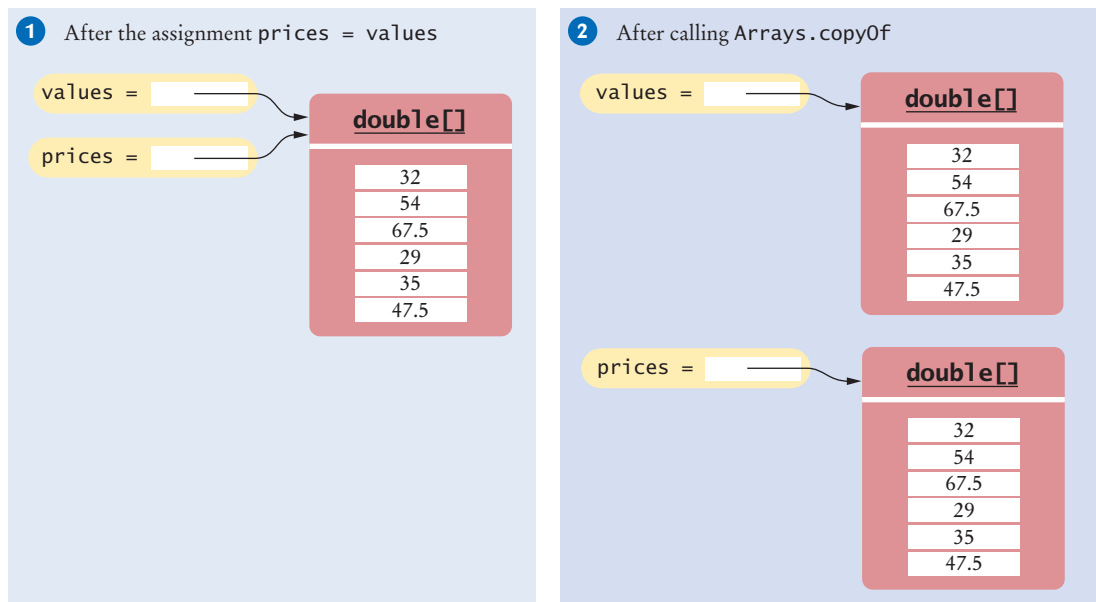 1 After the assignment prices = values
values =
prices =
double[]
32
54
67.5
29
35
47.5
2 After calling Arrays.copyOf
values =
double[]
32
54
67.5
29
35
47.5
prices =
double[]
32
54
67.5
29
35
47.5